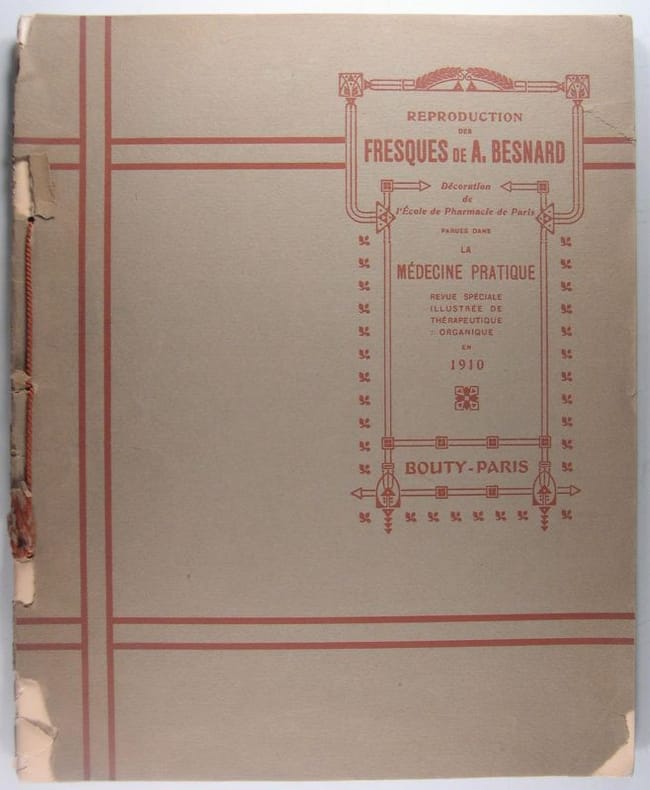 REPRODUCTION
DES
FRESQUES DE A. BESNARD
Décoration
de
l'École de Pharmacie de Paris
PARUES DANS
LA
MÉDECINE PRATIQUE
REVUE SPÉCIALE
ILLUSTRÉE DE
THÉRAPEUTIQUE
: ORGANIQUE :
EN
1910
BOUTY-PARIS